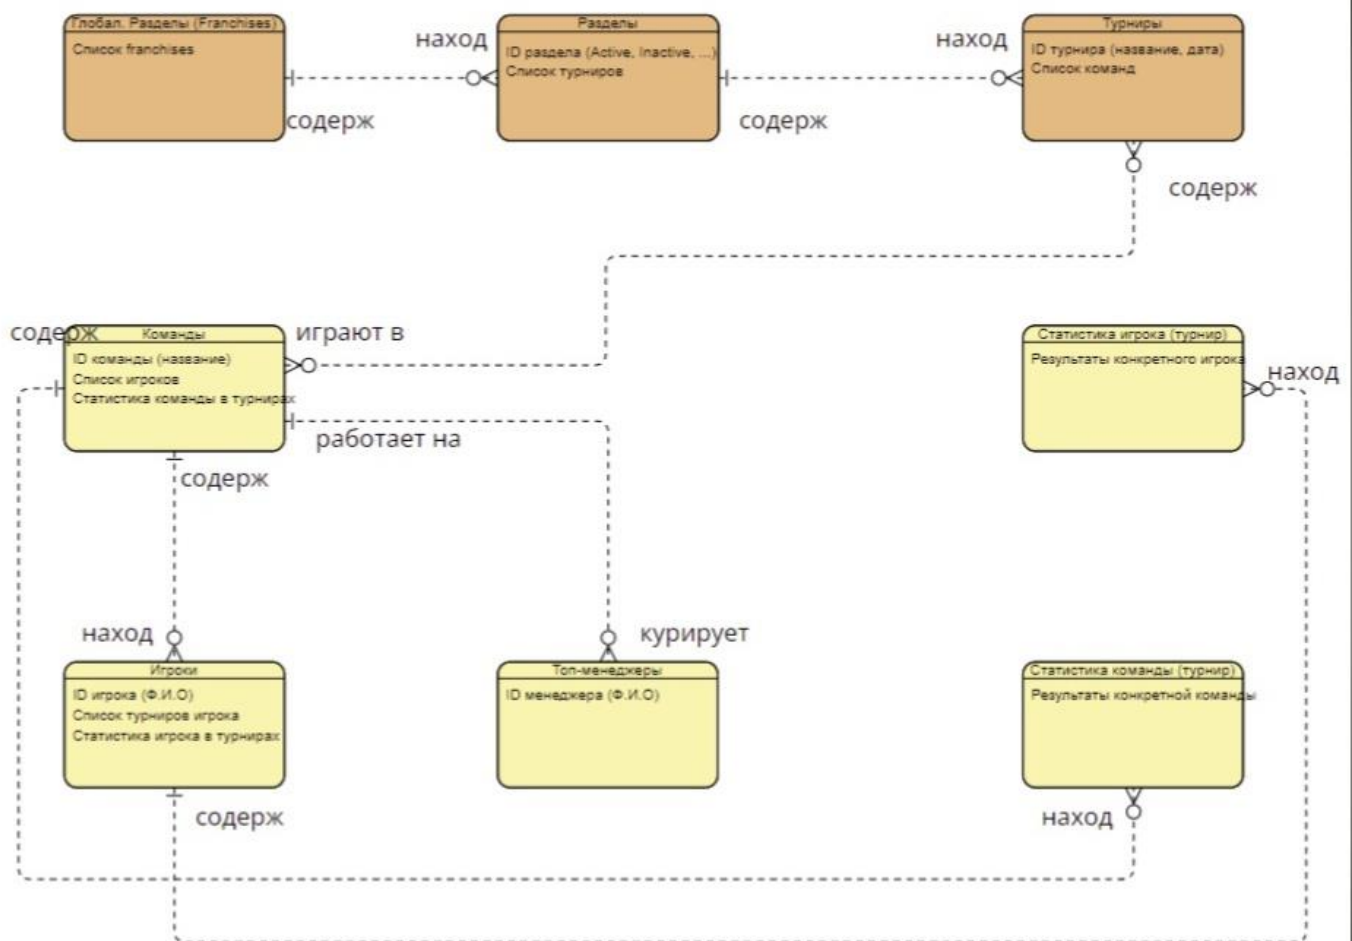 Глобал. Разделы (Franchises)
Список franchises
содерж
наход
Разделы
ID раздела (Active, Inactive, ...)
Список турниров
содерж
наход
Турниры
ID турнира (название, дата)
Список команд
содерж
содерж
Команды
ID команды (название)
Список игроков
Статистика команды в турнирах
играют в
работает на
содерж
Статистика игрока (турнир)
Результаты конкретного игрока
наход
наход
Игроки
ID игрока (Ф.И.О)
Список турниров игрока
Статистика игрока в турнирах
содерж
курирует
Топ-менеджеры
ID менеджера (Ф.И.О)
Статистика команды (турнир)
Результаты конкретной команды
наход